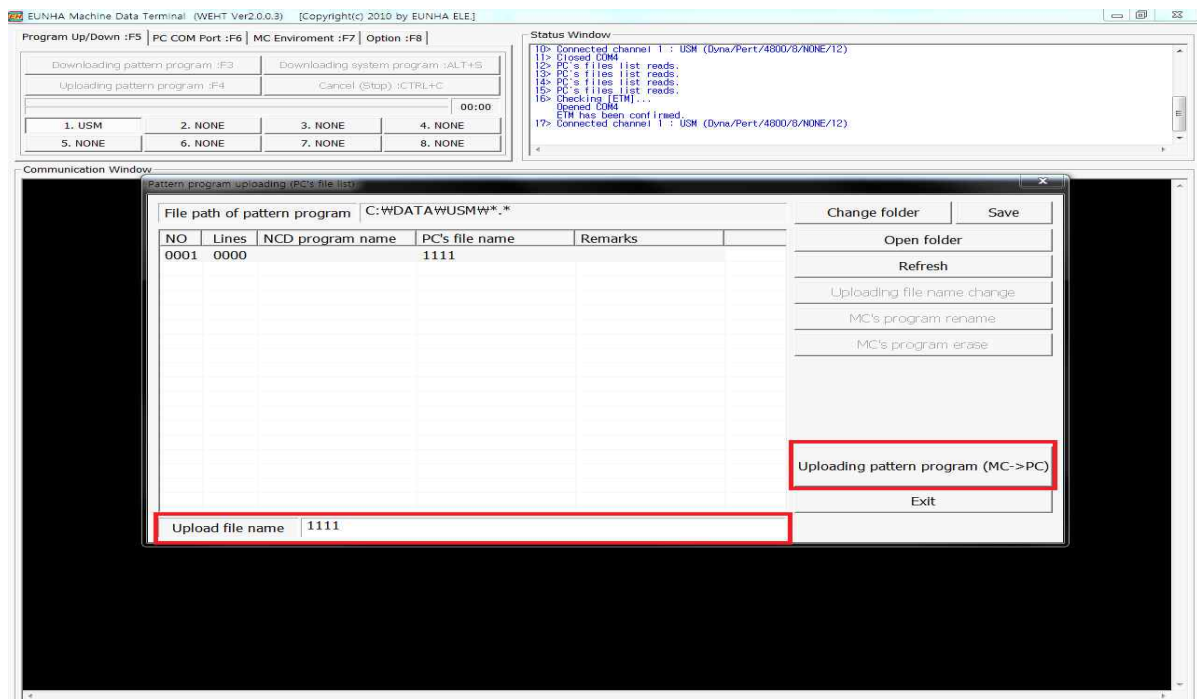 EUNHA Machine Data Terminal (WEHT Ver2.0.0.3) [Copyright(c) 2010 by EUNHA ELE.]
Program Up/Down :F5 PC COM Port :F6 MC Enviroment :F7 Option :F8
Downloading pattern program :F3 Downloading system program :ALT+S
Uploading pattern program :F4 Cancel (Stop) :CTRL+C
00:00
1. USM 2. NONE 3. NONE 4. NONE
5. NONE 6. NONE 7. NONE 8. NONE
Status Window
10> Connected channel 1 : USM (Dyna/Pert/4800/8/NONE/12)
11> Closed COM4
12> PC's files list reads.
13> PC's files list reads.
14> PC's files list reads.
15> PC's files list reads.
16> Checking [ETM]...
Opened COM4
ETM has been confirmed.
17> Connected channel 1 : USM (Dyna/Pert/4800/8/NONE/12)
Communication Window
Pattern program uploading (PC's file list)
File path of pattern program C:₩DATA₩USM₩*.*
Change folder Save
NO Lines NCD program name PC's file name Remarks
0001 0000 1111
Open folder
Refresh
Uploading file name change
MC's program rename
MC's program erase
Uploading pattern program (MC->PC)
Exit
Upload file name 1111